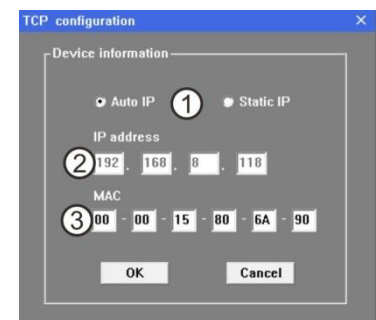 TCP configuration ×
Device information
Auto IP ① Static IP
IP address
② 192 . 168 . 8 . 118
MAC
③ 00 - 00 - 15 - 80 - 6A - 90
OK Cancel